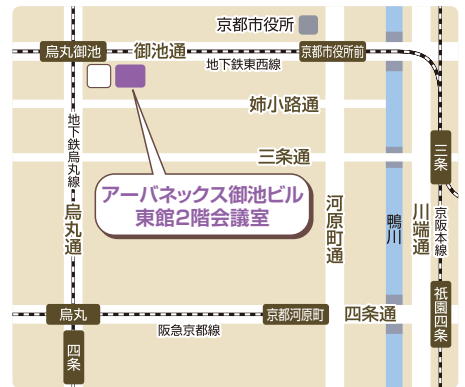 京都市役所
烏丸御池
御池通
京都市役所前
地下鉄東西線
姉小路通
地下鉄烏丸線
三条
三条通
アーバネックス御池ビル
東館2階会議室
烏丸通
河原町通
鴨川
川端通
京阪本線
烏丸
京都河原町
四条通
祇園四条
阪急京都線
四条